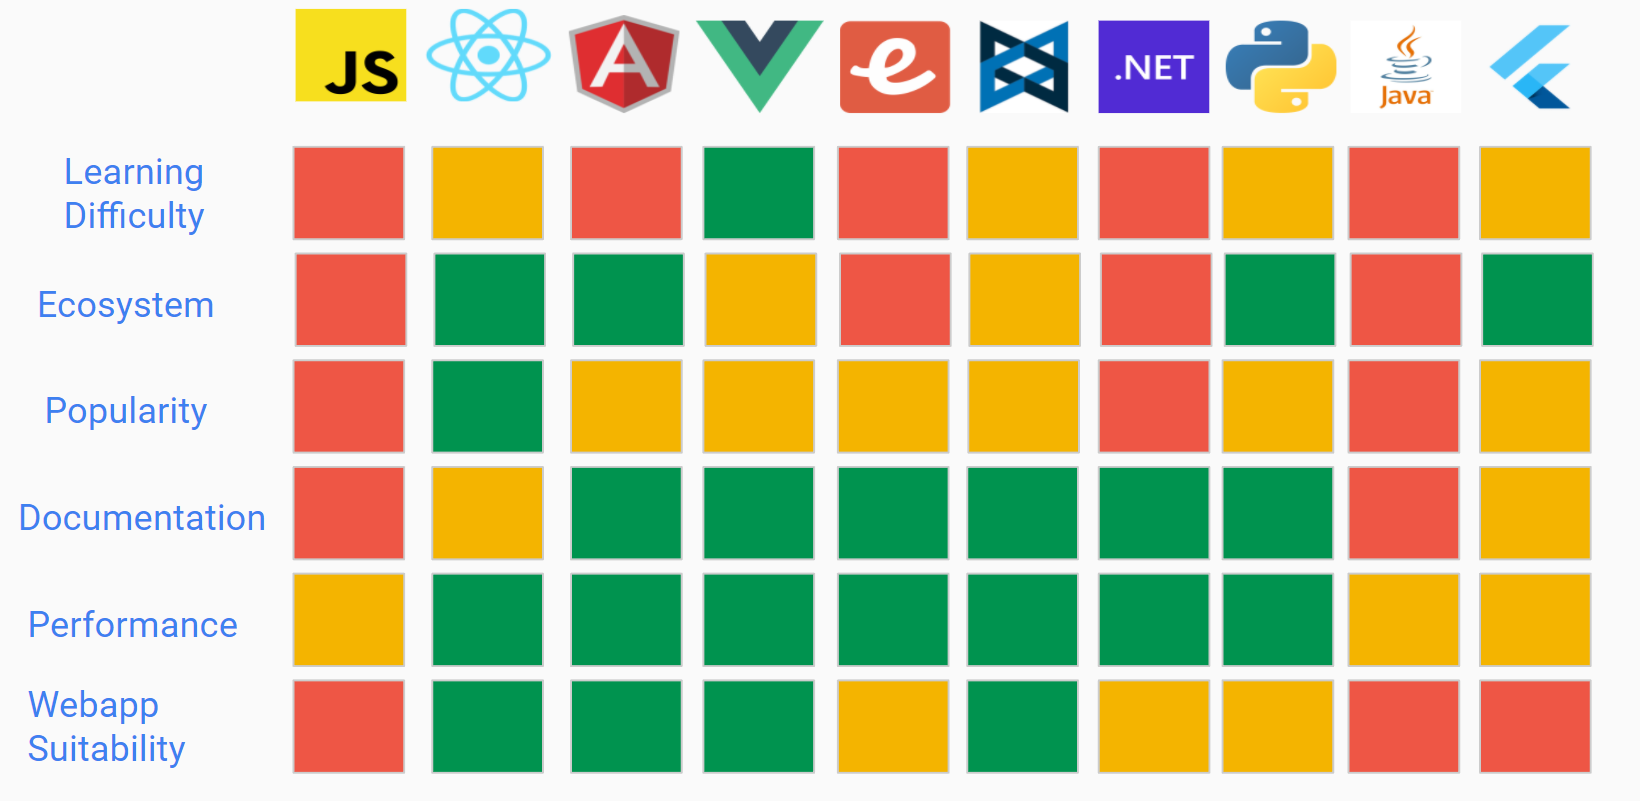 JS
.NET
Java
Learning
Difficulty
Ecosystem
Popularity
Documentation
Performance
Webapp
Suitability